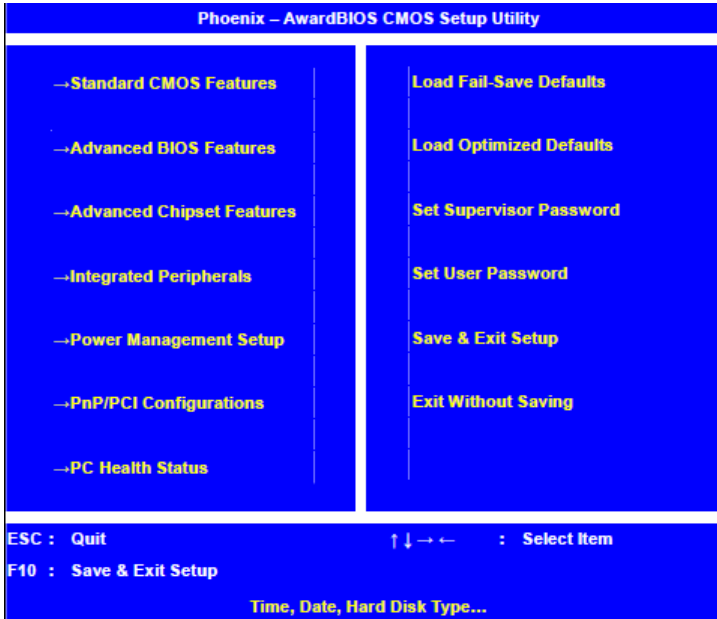 Phoenix – AwardBIOS CMOS Setup Utility
→Standard CMOS Features
→Advanced BIOS Features
→Advanced Chipset Features
→Integrated Peripherals
→Power Management Setup
→PnP/PCI Configurations
→PC Health Status
Load Fail-Save Defaults
Load Optimized Defaults
Set Supervisor Password
Set User Password
Save & Exit Setup
Exit Without Saving
ESC : Quit
↑↓→← : Select Item
F10 : Save & Exit Setup
Time, Date, Hard Disk Type...